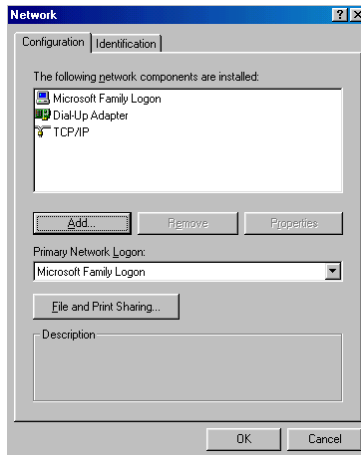 Network
Configuration Identification
The following network components are installed:
Microsoft Family Logon
Dial-Up Adapter
TCP/IP
Add... Remove Properties
Primary Network Logon:
Microsoft Family Logon
File and Print Sharing...
Description
OK Cancel